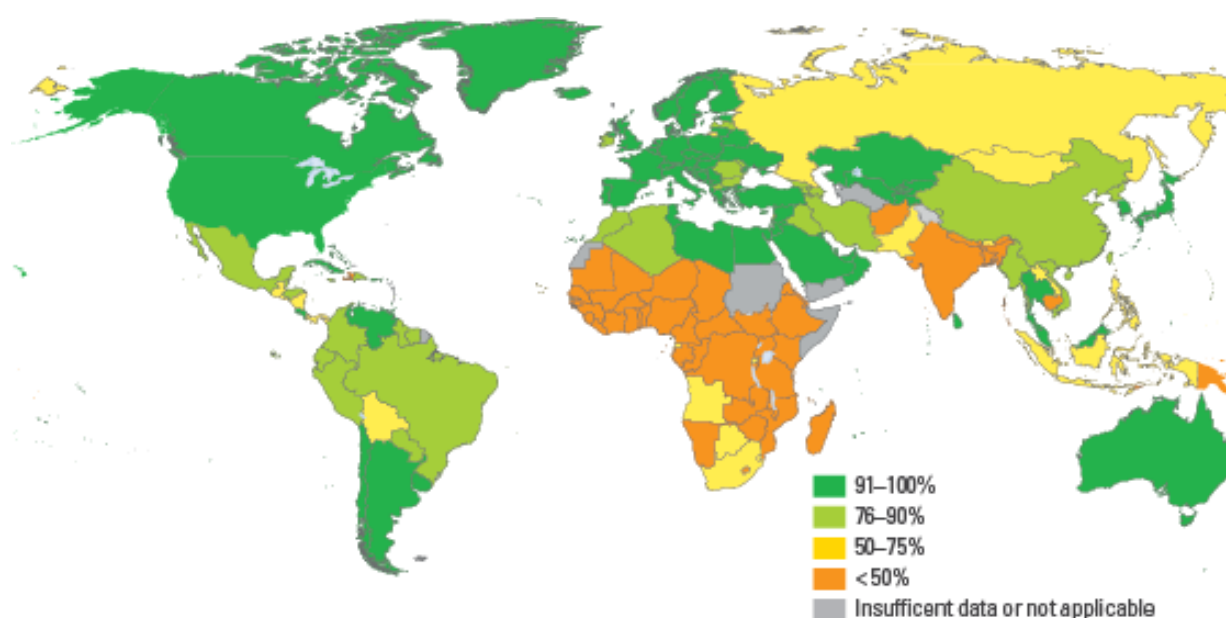 91–100%
76–90%
50–75%
<50%
Insufficent data or not applicable